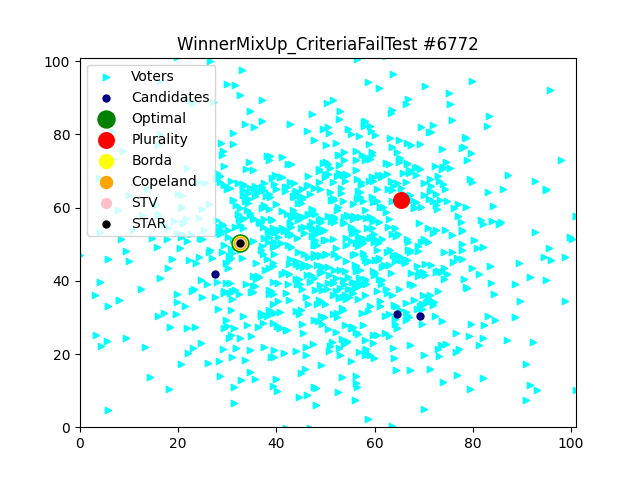 WinnerMixUp_CriteriaFailTest #6772
100
80
60
40
20
0
0
20
40
60
80
100
Voters
Candidates
Optimal
Plurality
Borda
Copeland
STV
STAR